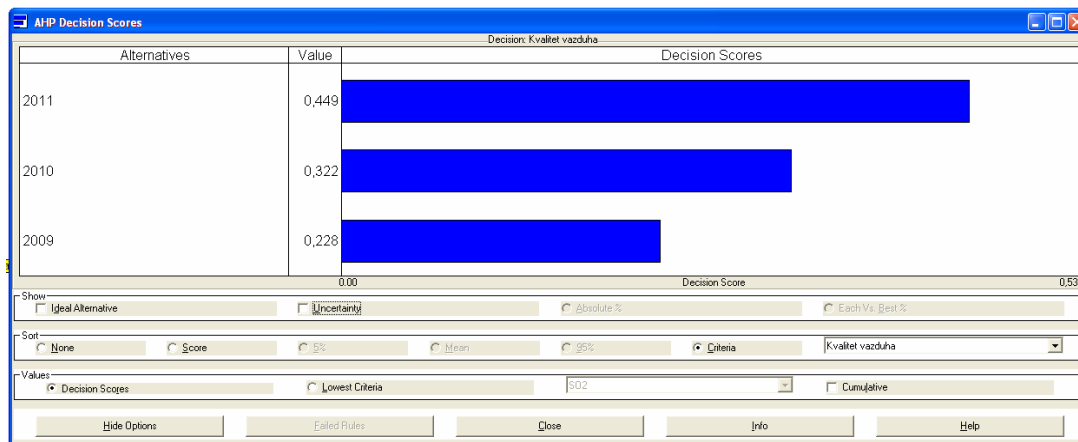 AHP Decision Scores
Decision: Kvalitet vazduha
Alternatives Value Decision Scores
2011 0,449
2010 0,322
2009 0,228
0.00 Decision Score 0,53
Show
Ideal Alternative Uncertainty Absolute % Each Vs. Best %
Sort
None Score 5% Mean 95% Criteria Kvalitet vazduha
Values
Decision Scores Lowest Criteria SO2 Cumulative
Hide Options Failed Rules Close Info Help